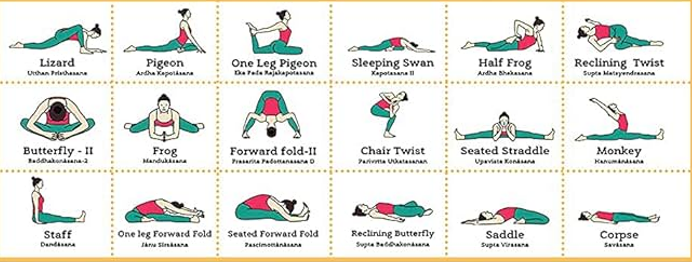 Lizard
Utthan Pristhasana
Pigeon
Ardha Kapotāsana
One Leg Pigeon
Eka Pada Rajakapotasana
Sleeping Swan
Kapotasana II
Half Frog
Ardha Bhekasana
Reclining Twist
Supta Matsyendrasana
Butterfly - II
Baddhakonāsana-2
Frog
Mandukāsana
Forward fold-II
Prasarita Padottanasana D
Chair Twist
Parivrtta Utkatasanan
Seated Straddle
Upavista Konāsana
Monkey
Hanumānāsana
Staff
Dandāsana
One leg Forward Fold
Jānu Sīrsāsana
Seated Forward Fold
Pascimottānāsana
Reclining Butterfly
Supta Baddhakonāsana
Saddle
Supta Virasana
Corpse
Savāsana